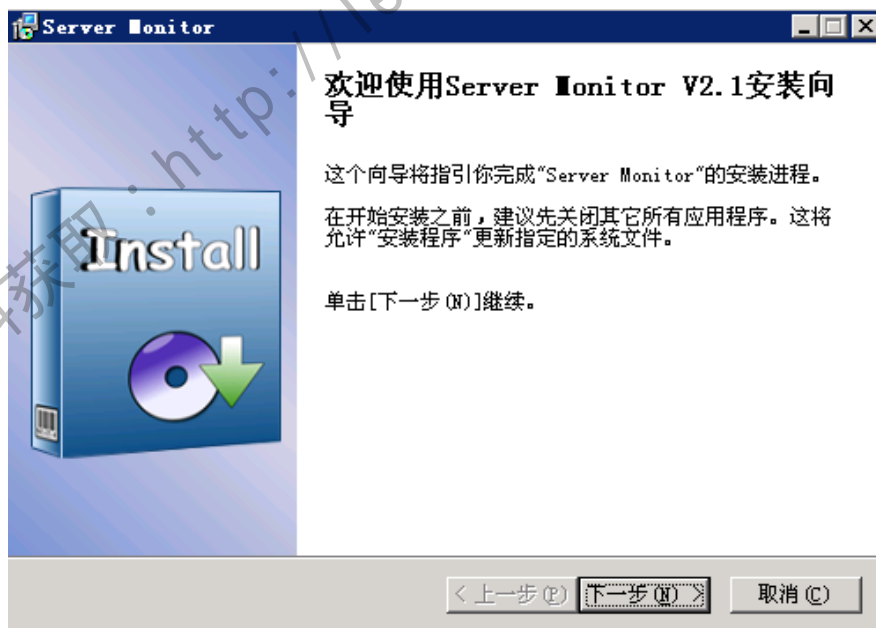 Server Monitor
欢迎使用Server Monitor V2.1安装向
导
这个向导将指引你完成“Server Monitor”的安装进程。
在开始安装之前，建议先关闭其它所有应用程序。这将
允许“安装程序”更新指定的系统文件。
单击[下一步(N)]继续。
Install
< 上一步(P) 下一步(N) > 取消(C)
http://